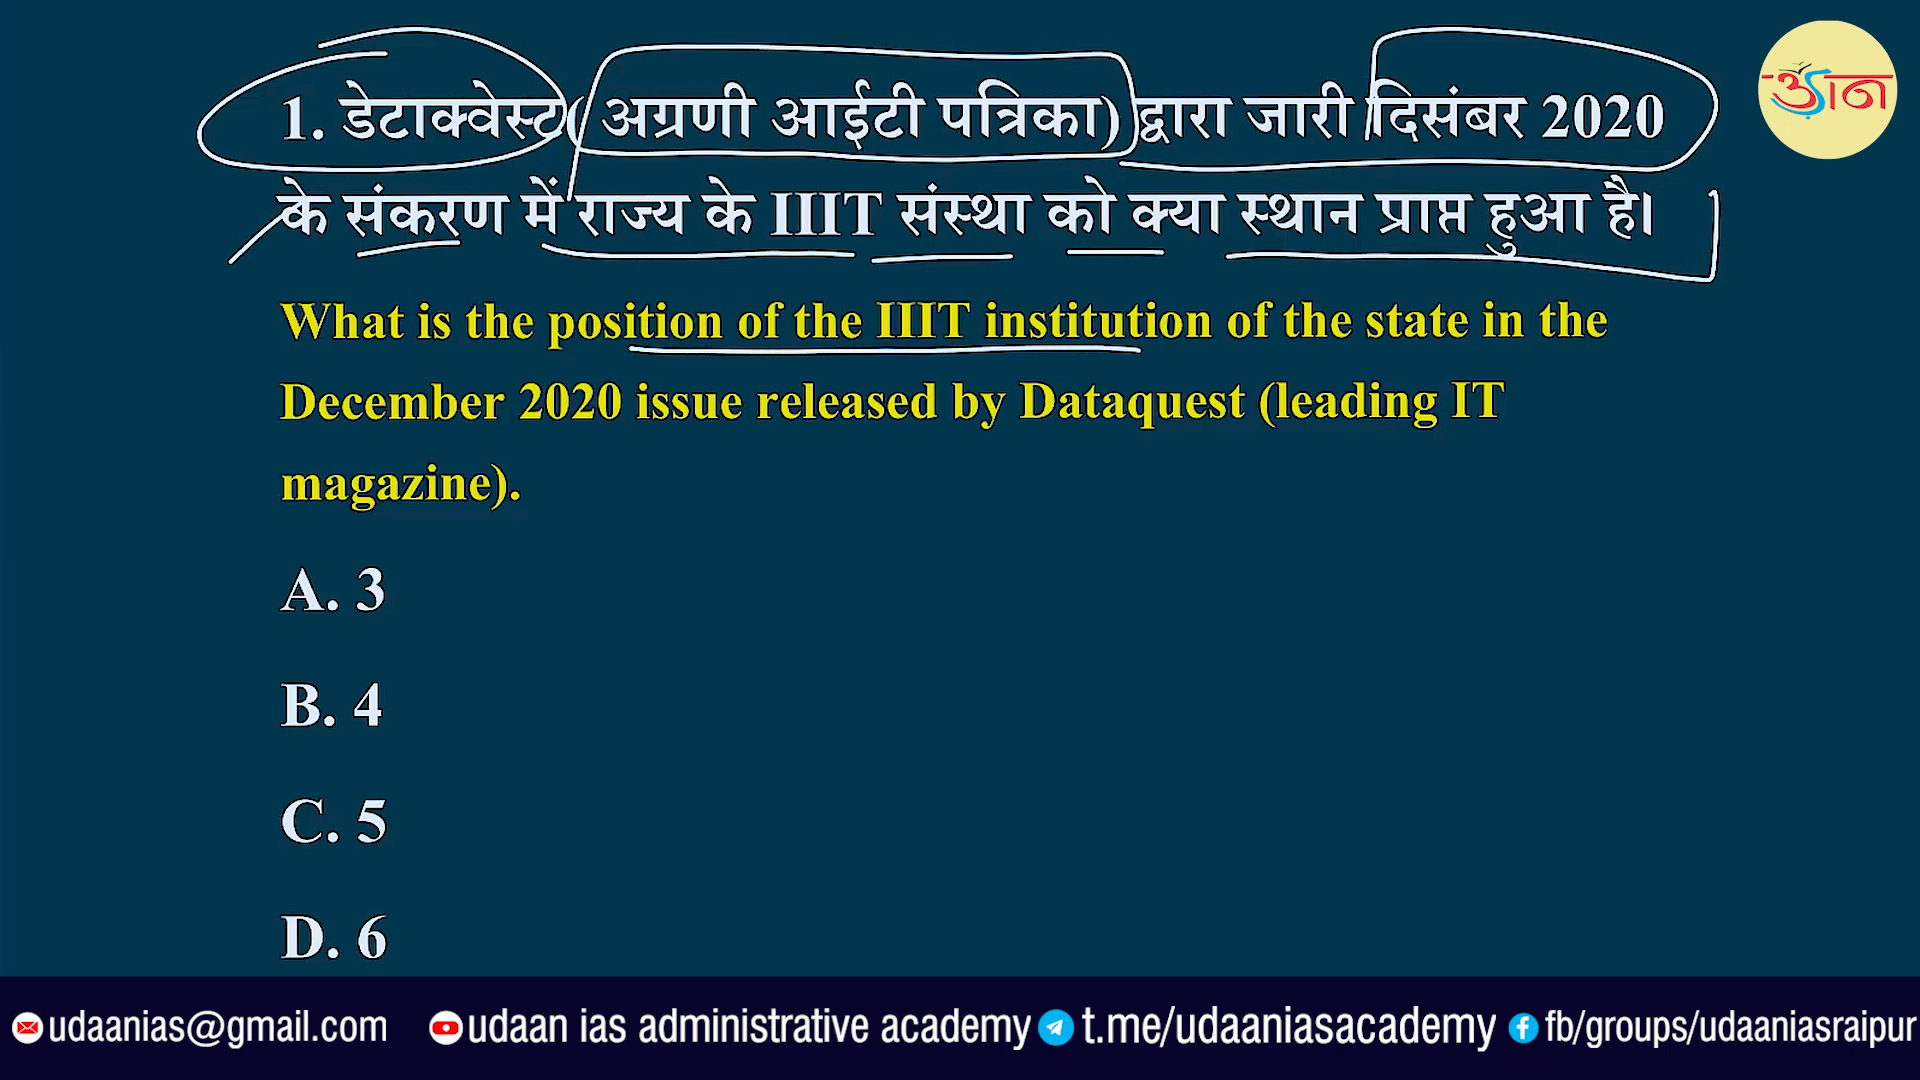 उड़ान
1. डेटाक्वेस्ट( अग्रणी आईटी पत्रिका) द्वारा जारी दिसंबर 2020
के संकरण में राज्य के IIIT संस्था को क्या स्थान प्राप्त हुआ है।
What is the position of the IIIT institution of the state in the
December 2020 issue released by Dataquest (leading IT
magazine).
A. 3
B. 4
C. 5
D. 6
udaanias@gmail.com udaan ias administrative academy t.me/udaaniasacademy fb/groups/udaaniasraipur